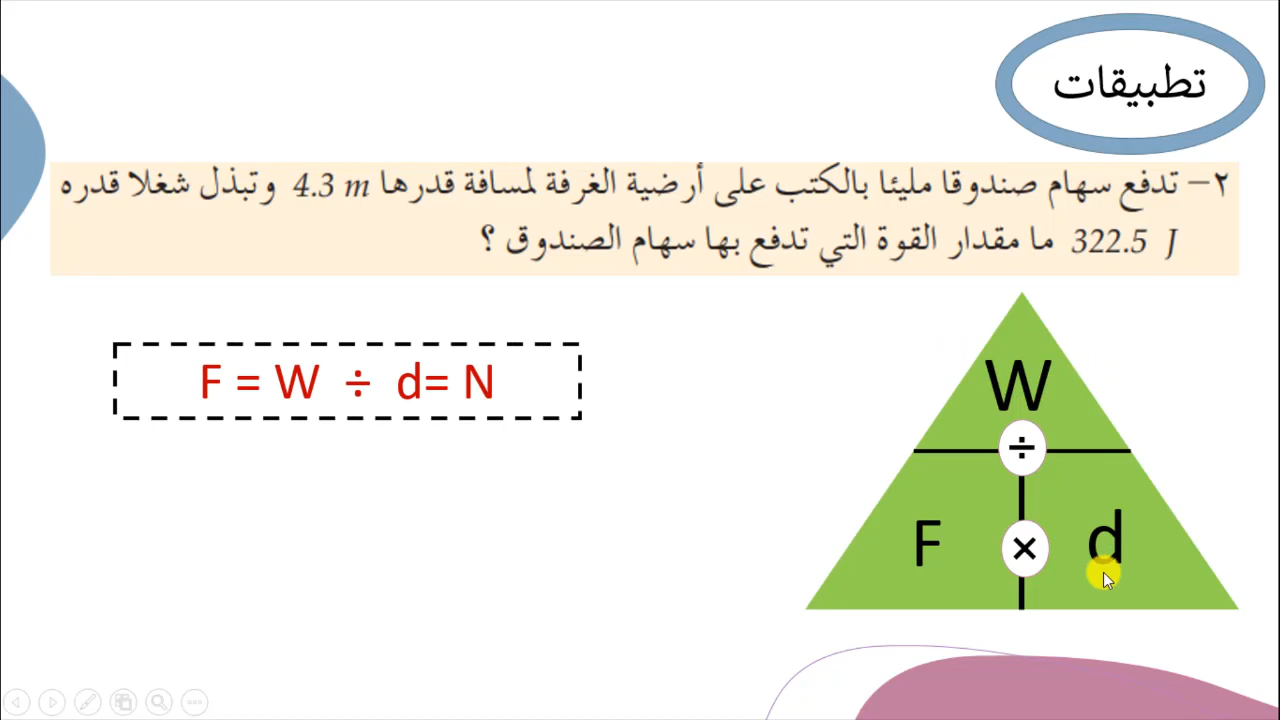 تطبيقات
٢– تدفع سهام صندوقا مليئا بالكتب على أرضية الغرفة لمسافة قدرها 4.3 m وتبذل شغلا قدره
322.5 J ما مقدار القوة التي تدفع بها سهام الصندوق ؟
F = W ÷ d= N
W
÷
F × d